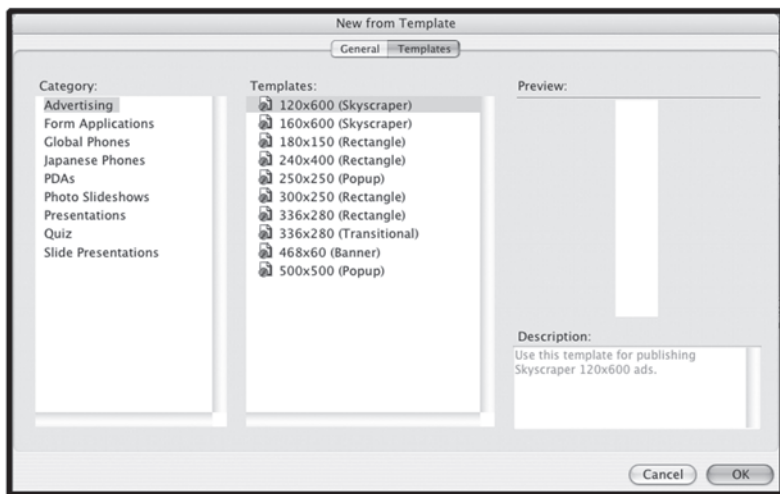 New from Template
General
Templates
Category:
Advertising
Form Applications
Global Phones
Japanese Phones
PDAs
Photo Slideshows
Presentations
Quiz
Slide Presentations
Templates:
120x600 (Skyscraper)
160x600 (Skyscraper)
180x150 (Rectangle)
240x400 (Rectangle)
250x250 (Popup)
300x250 (Rectangle)
336x280 (Rectangle)
336x280 (Transitional)
468x60 (Banner)
500x500 (Popup)
Preview:
Description:
Use this template for publishing
Skyscraper 120x600 ads.
Cancel
OK